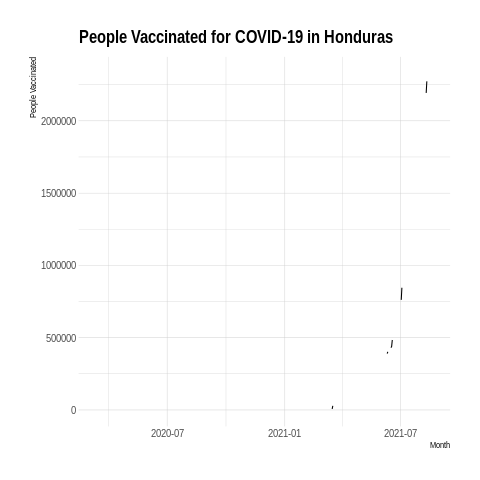 People Vaccinated for COVID-19 in Honduras
People Vaccinated
2000000
1500000
1000000
500000
0
2020-07 2021-01 2021-07
Month